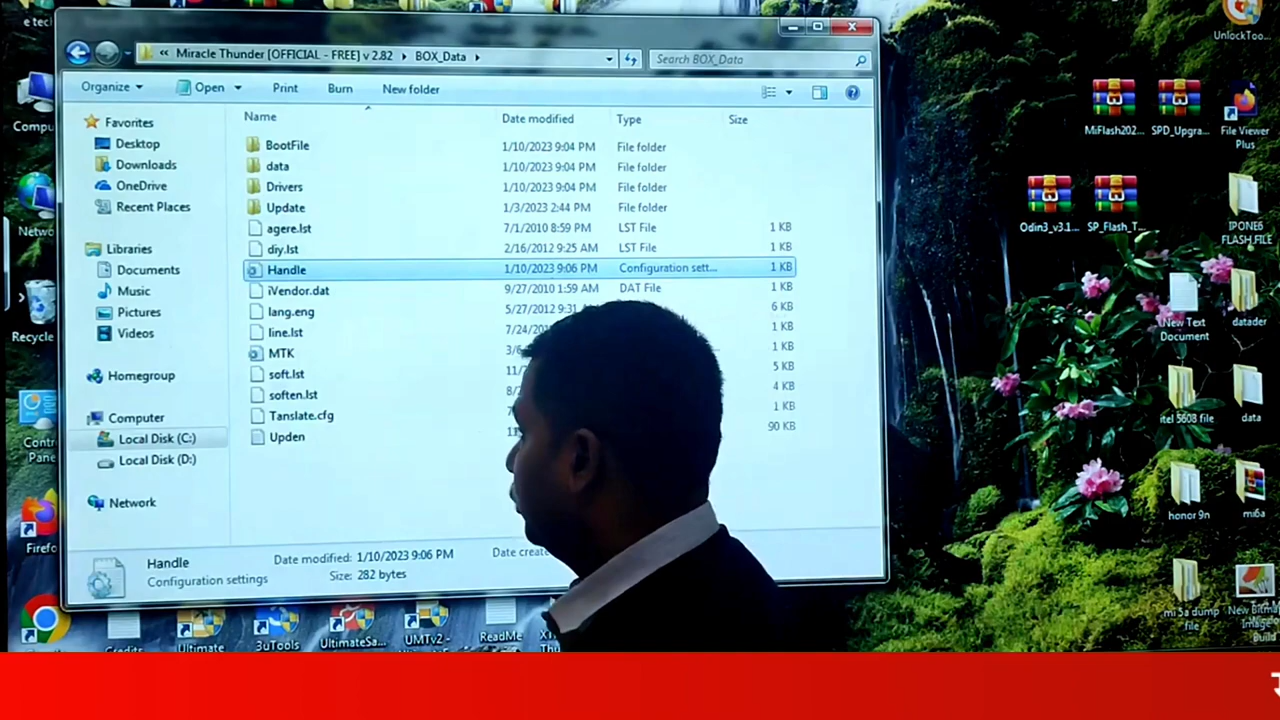 e tech
UnlockToo...
« Miracle Thunder [OFFICIAL - FREE] v 2.82 ▸ BOX_Data ▸
Search BOX_Data
Organize
Open
Print
Burn
New folder
Name
Date modified
Type
Size
Favorites
Desktop
Downloads
OneDrive
Recent Places
Libraries
Documents
Music
Pictures
Videos
Homegroup
Computer
Local Disk (C:)
Local Disk (D:)
Network
BootFile 1/10/2023 9:04 PM File folder
data 1/10/2023 9:04 PM File folder
Drivers 1/10/2023 9:04 PM File folder
Update 1/3/2023 2:44 PM File folder
agere.lst 7/1/2010 8:59 PM LST File 1 KB
diy.lst 2/16/2012 9:25 AM LST File 1 KB
Handle 1/10/2023 9:06 PM Configuration sett... 1 KB
iVendor.dat 9/27/2010 1:59 AM DAT File 1 KB
lang.eng 5/27/2012 9:31 6 KB
line.lst 7/24/20 1 KB
MTK 3/6 1 KB
soft.lst 11/ 5 KB
soften.lst 8/ 4 KB
Tanslate.cfg 1 KB
Upden 90 KB
Handle
Configuration settings
Date modified: 1/10/2023 9:06 PM
Size: 282 bytes
Date create
Compu
Netwo
Recycle
Contr
Pane
Firefo
MiFlash202...
SPD_Upgra...
File Viewer
Plus
Odin3_v3.1...
SP_Flash_T...
IPONE6
FLASH.FILE
New Text
Document
datader
itel 5608 file
data
honor 9n
mi6a
mi 5a dump
file
New Bitma
Image
Credits
Ultimate
3uTools
UltimateSa...
UMTv2 -
ReadMe